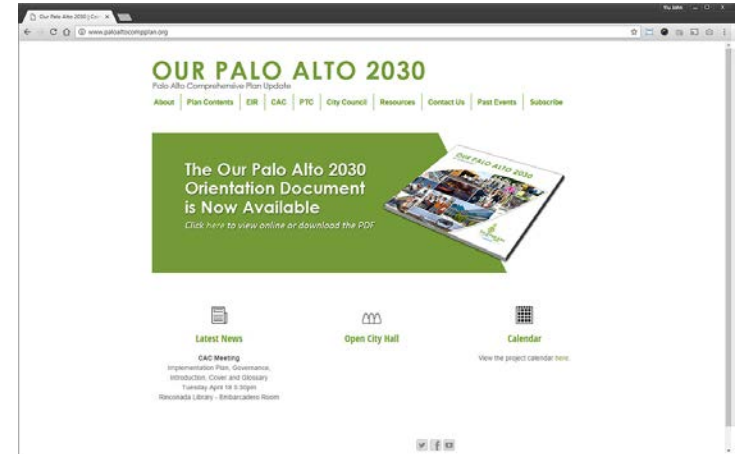 Our Palo Alto 2030 | Co
www.paloaltocompplan.org
OUR PALO ALTO 2030
Palo Alto Comprehensive Plan Update
About Plan Contents EIR CAC PTC City Council Resources Contact Us Past Events Subscribe
The Our Palo Alto 2030
Orientation Document
is Now Available
Click here to view online or download the PDF
OUR PALO ALTO 2030
Latest News
Open City Hall
Calendar
CAC Meeting
Implementation Plan, Governance,
Introduction, Cover and Glossary
Tuesday April 18 5:30pm
Rinconada Library - Embarcadero Room
View the project calendar here.